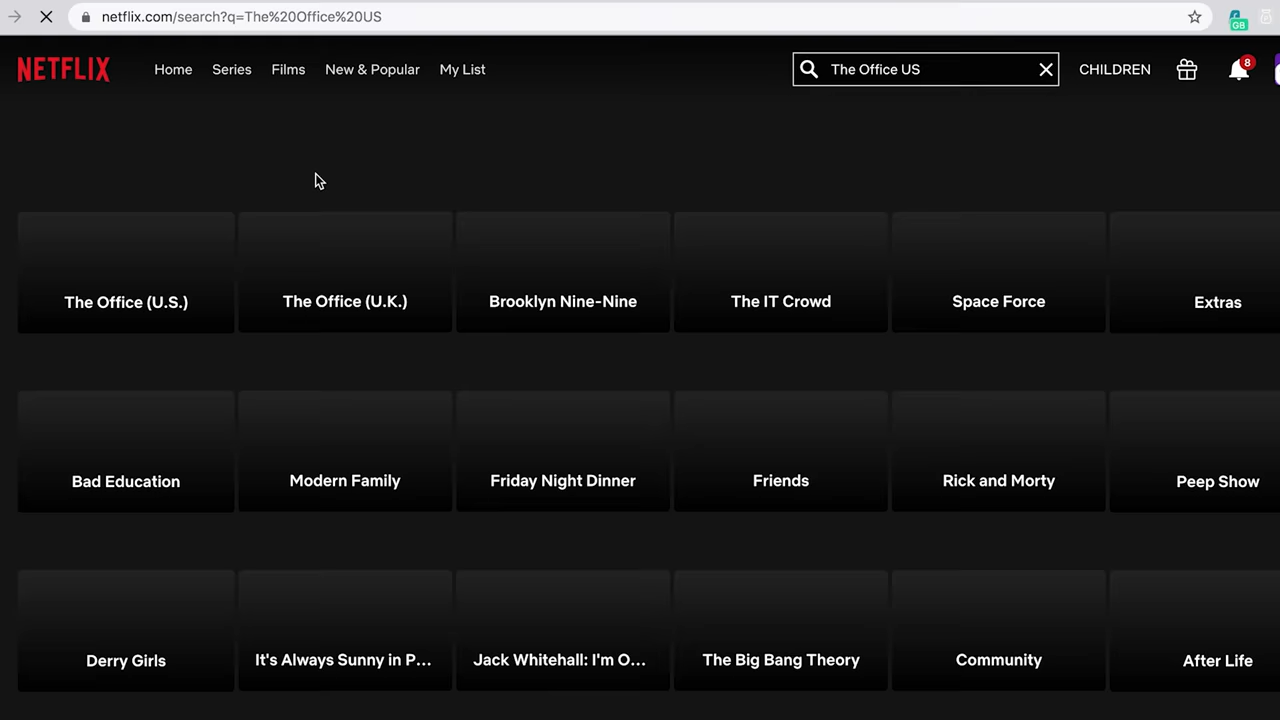 netflix.com/search?q=The%20Office%20US
GB
NETFLIX
Home
Series
Films
New & Popular
My List
The Office US
CHILDREN
8
The Office (U.S.)
The Office (U.K.)
Brooklyn Nine-Nine
The IT Crowd
Space Force
Extras
Bad Education
Modern Family
Friday Night Dinner
Friends
Rick and Morty
Peep Show
Derry Girls
It's Always Sunny in P...
Jack Whitehall: I'm O...
The Big Bang Theory
Community
After Life